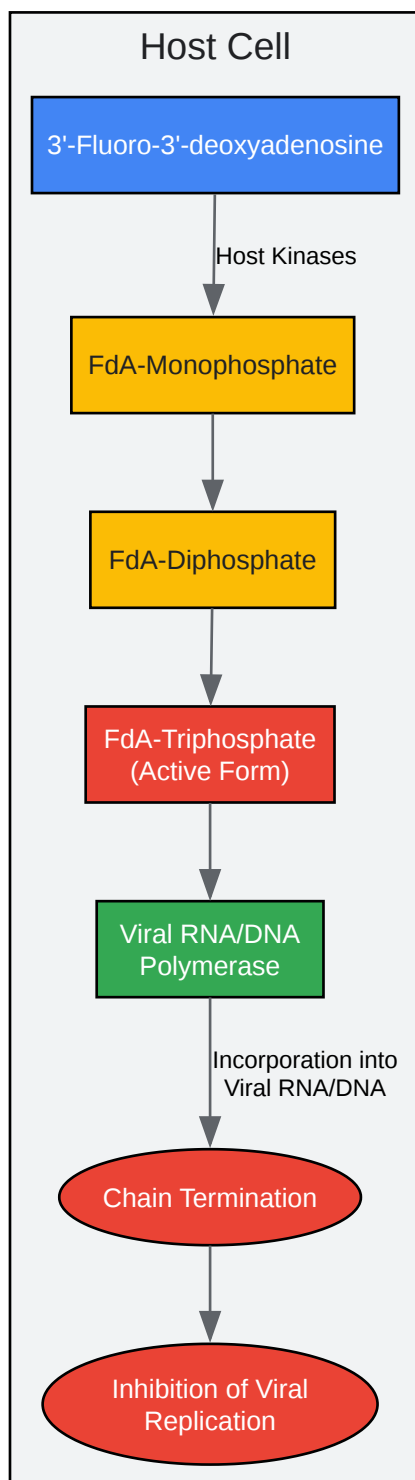 Host Cell
3'-Fluoro-3'-deoxyadenosine
Host Kinases
FdA-Monophosphate
FdA-Diphosphate
FdA-Triphosphate
(Active Form)
Viral RNA/DNA
Polymerase
Incorporation into
Viral RNA/DNA
Chain Termination
Inhibition of Viral
Replication